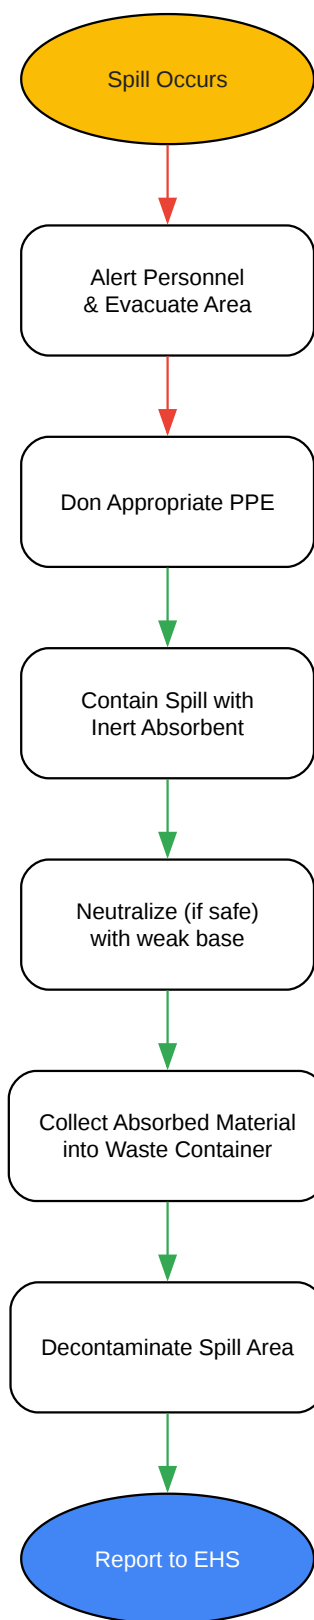 Spill Occurs
Alert Personnel
& Evacuate Area
Don Appropriate PPE
Contain Spill with
Inert Absorbent
Neutralize (if safe)
with weak base
Collect Absorbed Material
into Waste Container
Decontaminate Spill Area
Report to EHS